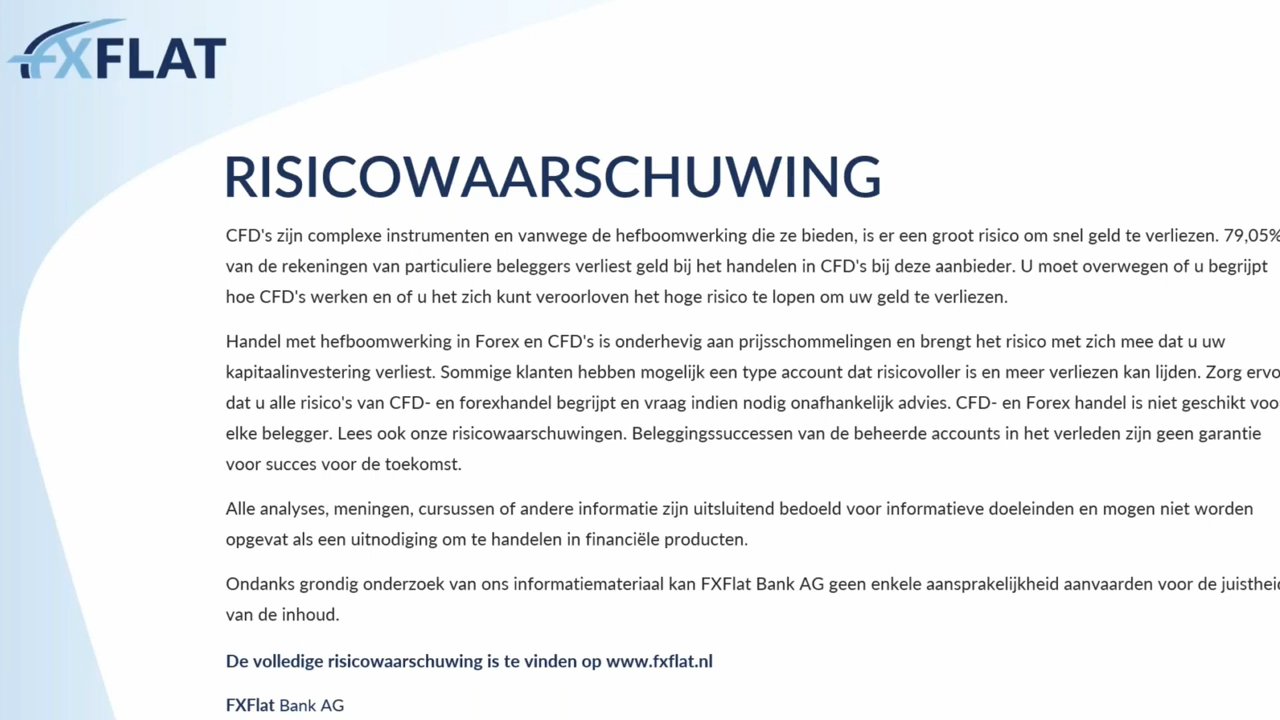 FXFLAT
RISICOWAARSCHUWING
CFD's zijn complexe instrumenten en vanwege de hefboomwerking die ze bieden, is er een groot risico om snel geld te verliezen. 79,05%
van de rekeningen van particuliere beleggers verliest geld bij het handelen in CFD's bij deze aanbieder. U moet overwegen of u begrijpt
hoe CFD's werken en of u het zich kunt veroorloven het hoge risico te lopen om uw geld te verliezen.
Handel met hefboomwerking in Forex en CFD's is onderhevig aan prijsschommelingen en brengt het risico met zich mee dat u uw
kapitaalinvestering verliest. Sommige klanten hebben mogelijk een type account dat risicovoller is en meer verliezen kan lijden. Zorg ervo
dat u alle risico's van CFD- en forexhandel begrijpt en vraag indien nodig onafhankelijk advies. CFD- en Forex handel is niet geschikt voo
elke belegger. Lees ook onze risicowaarschuwingen. Beleggingssuccessen van de beheerde accounts in het verleden zijn geen garantie
voor succes voor de toekomst.
Alle analyses, meningen, cursussen of andere informatie zijn uitsluitend bedoeld voor informatieve doeleinden en mogen niet worden
opgevat als een uitnodiging om te handelen in financiële producten.
Ondanks grondig onderzoek van ons informatiemateriaal kan FXFlat Bank AG geen enkele aansprakelijkheid aanvaarden voor de juistheid
van de inhoud.
De volledige risicowaarschuwing is te vinden op www.fxflat.nl
FXFlat Bank AG